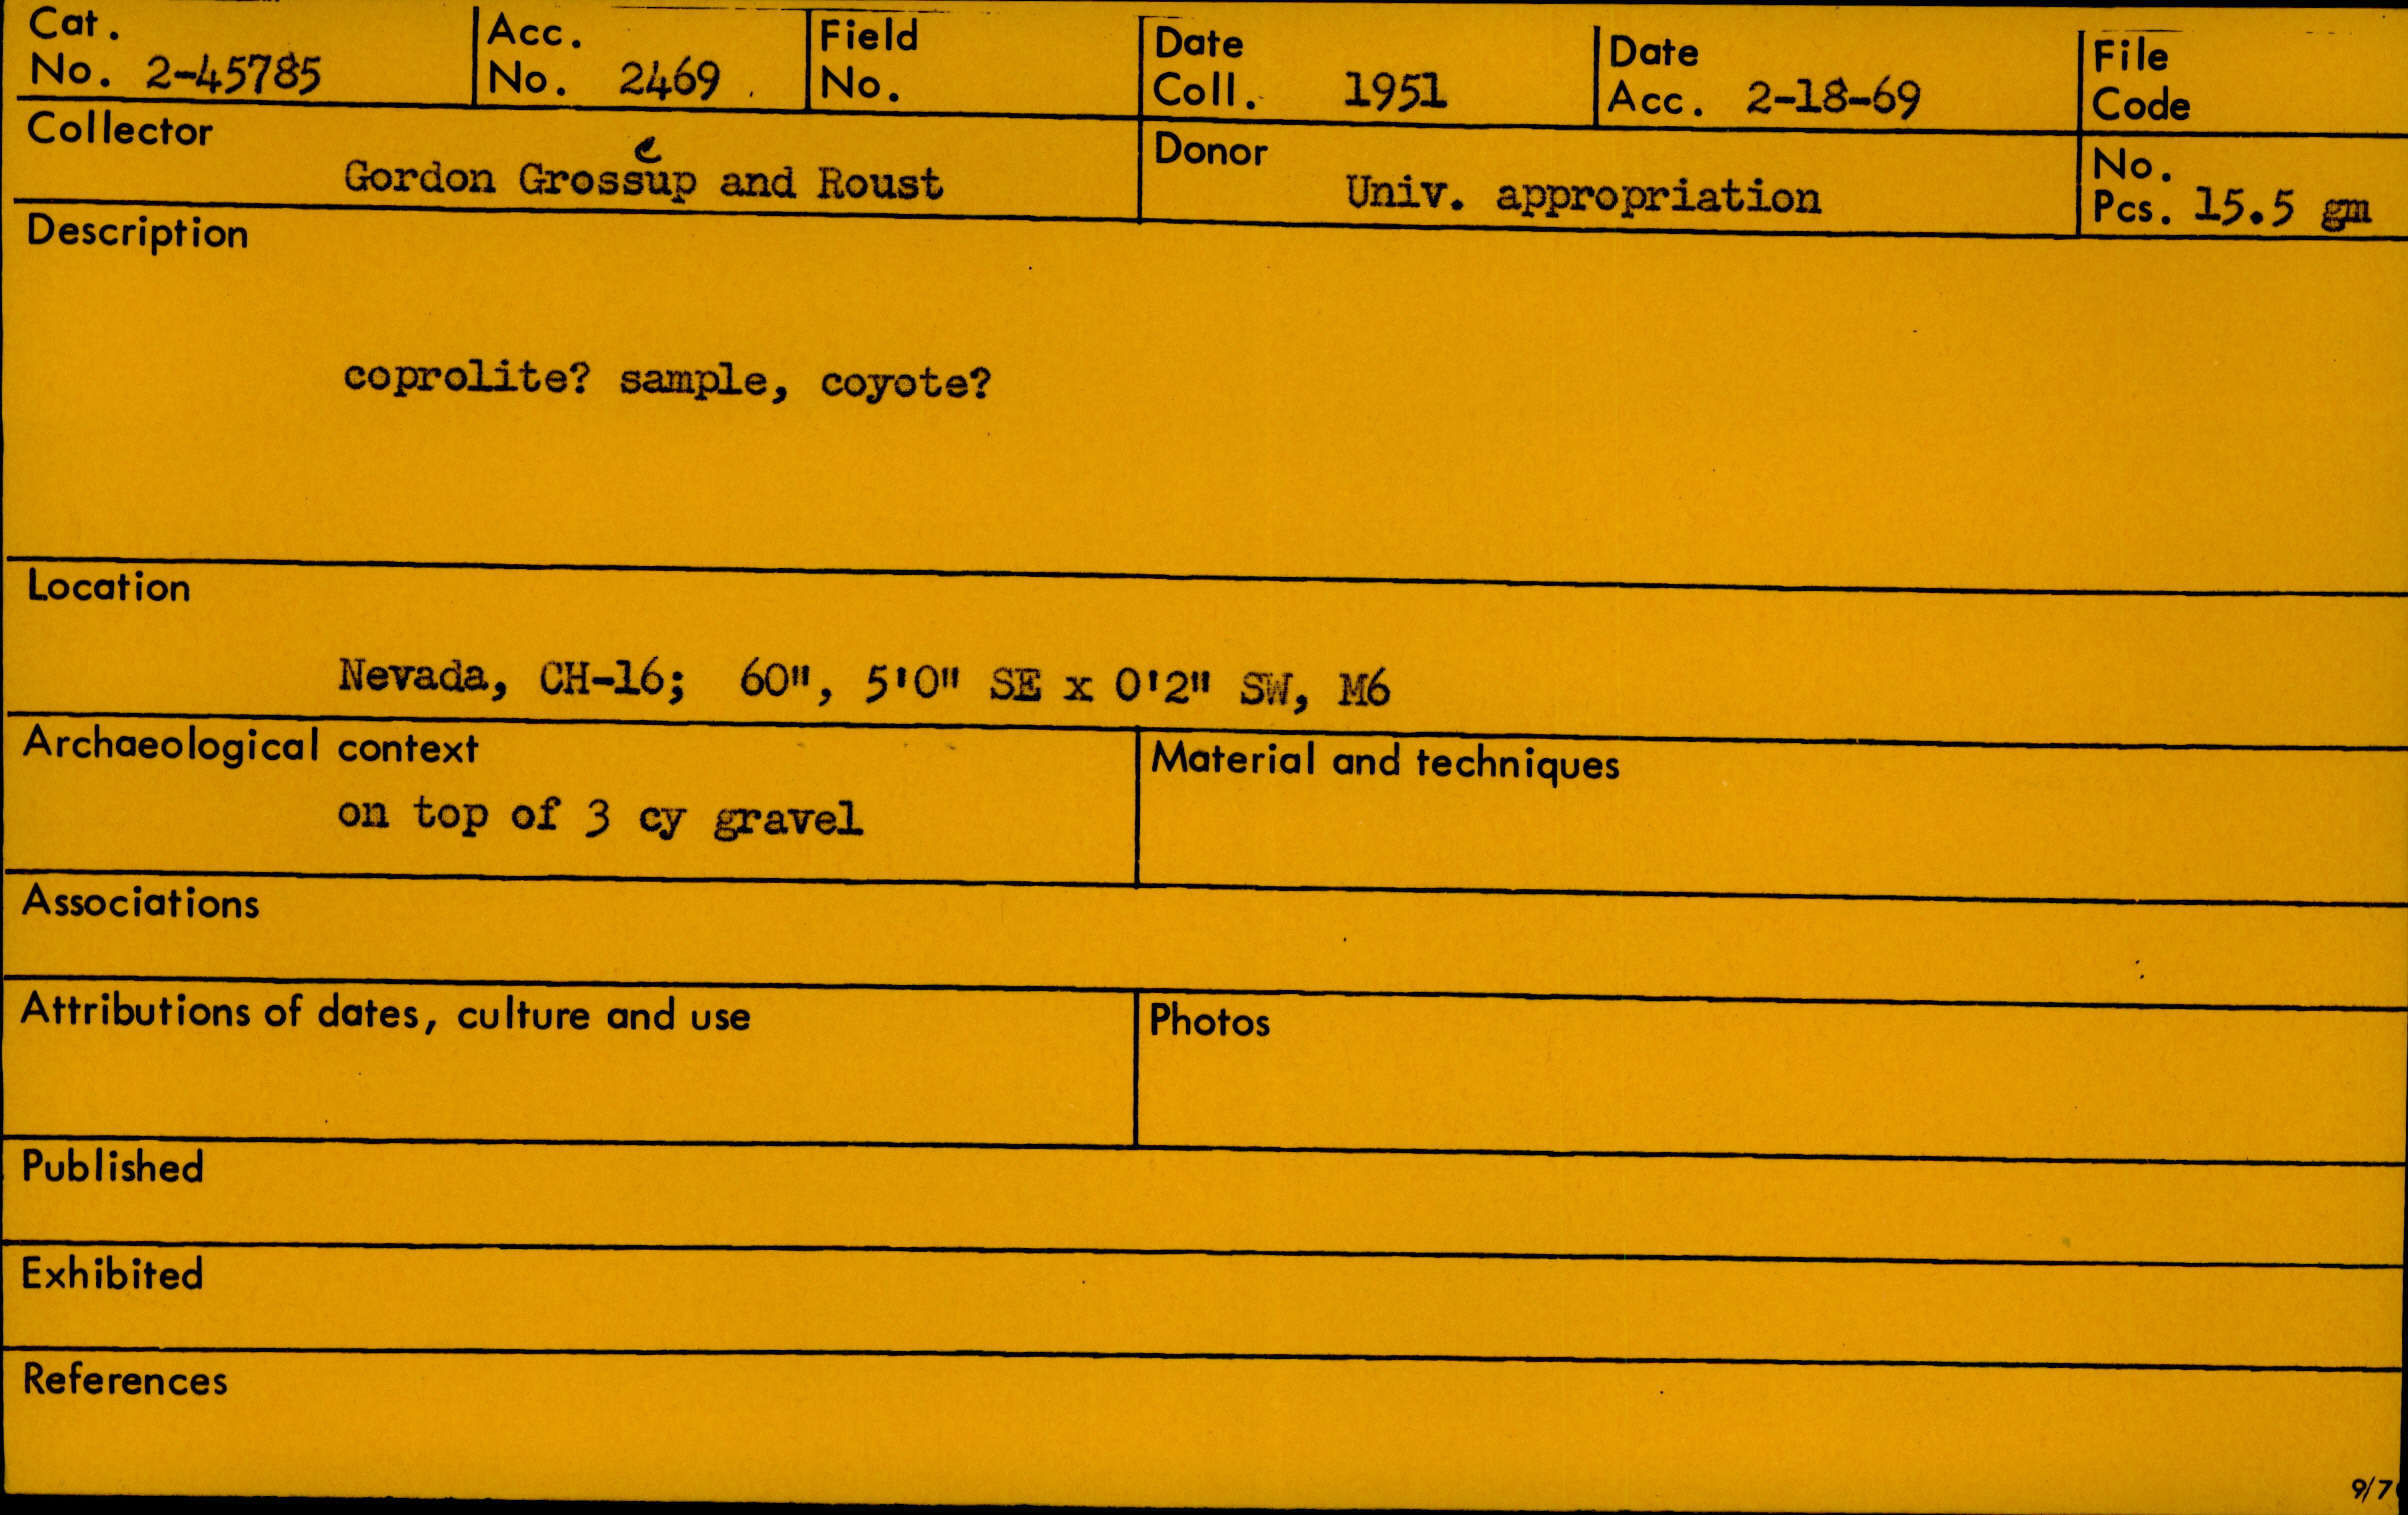 Cat. No. 2-45785
Acc. No. 2469
Field No.
Date Coll. 1951
Date Acc. 2-18-69
File Code
Collector
e
Gordon Grossup and Roust
Donor
Univ. appropriation
No. Pcs. 15.5 gm
Description
coprolite? sample, coyote?
Location
Nevada, CH-16; 60", 5'0" SE x 0'2" SW, M6
Archaeological context
on top of 3 cy gravel
Material and techniques
Associations
Attributions of dates, culture and use
Photos
Published
Exhibited
References